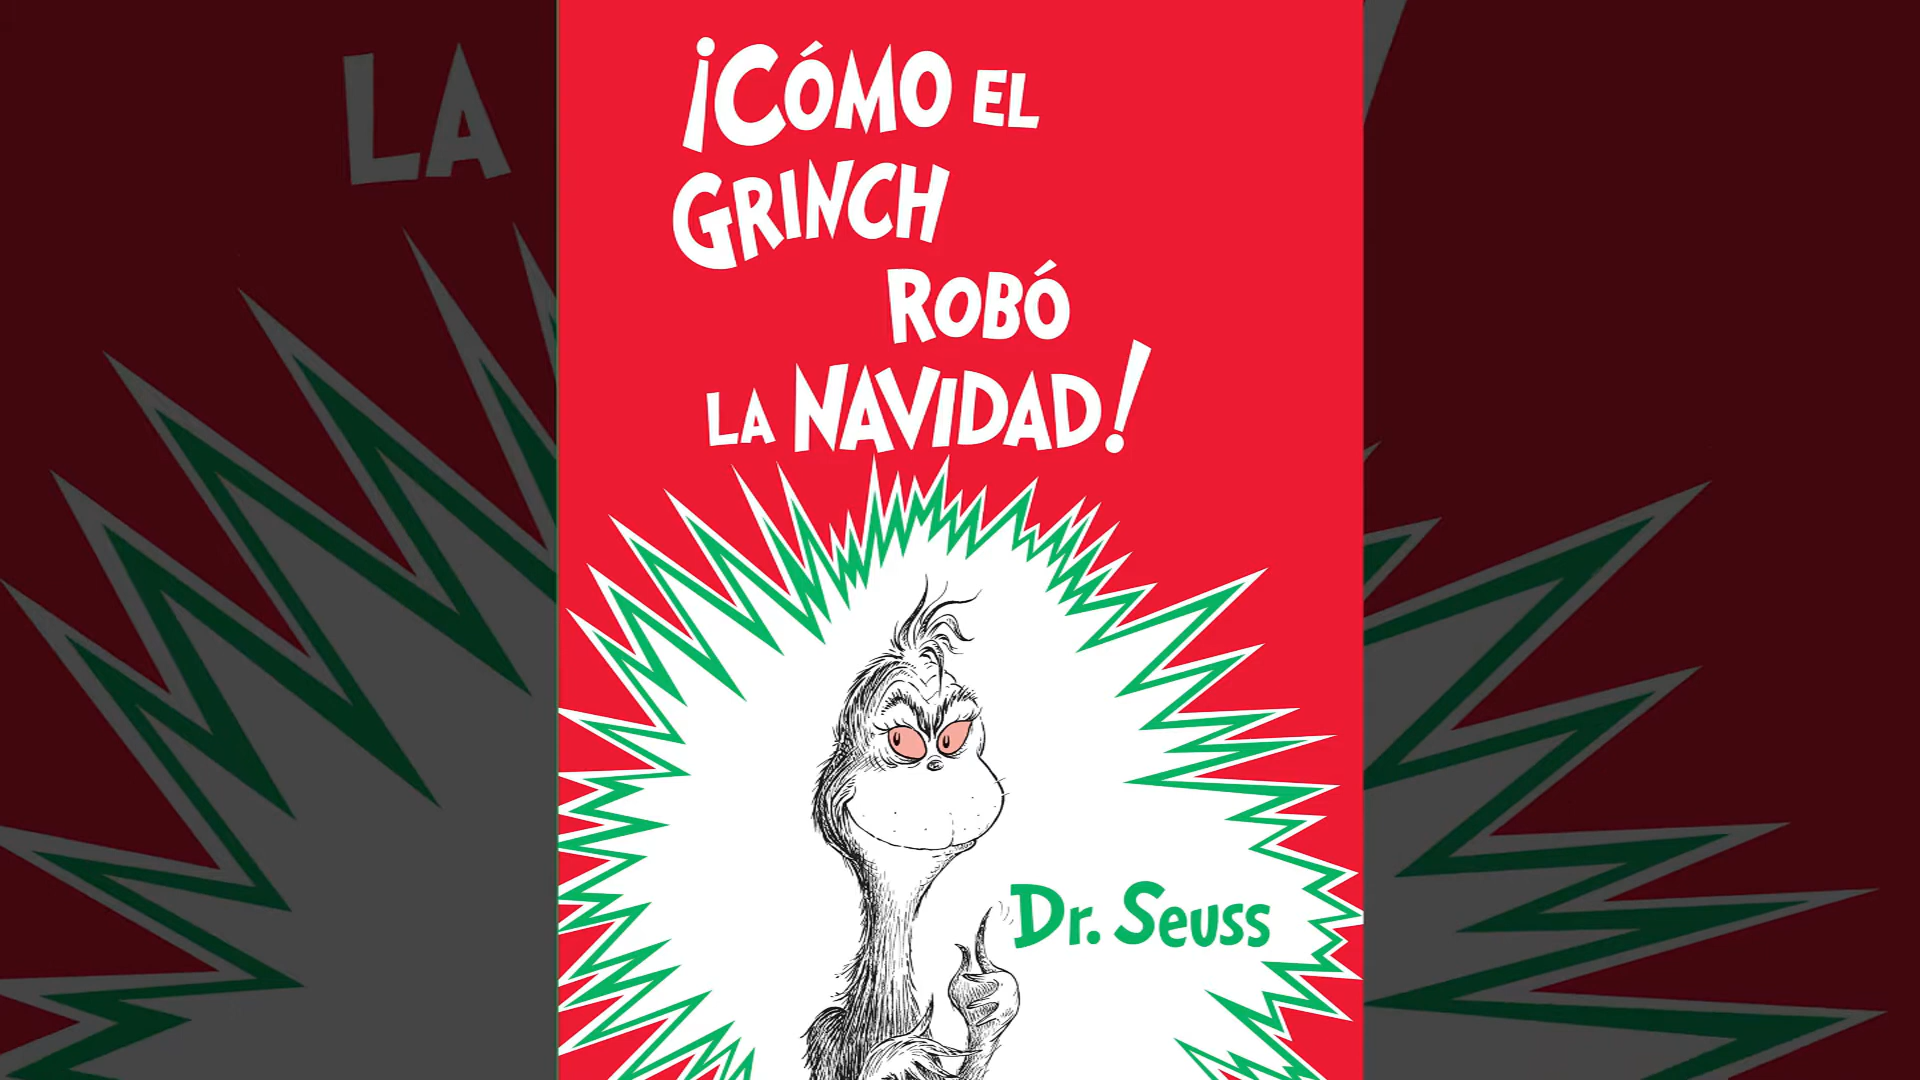 ¡CÓMO EL
GRINCH
ROBÓ
LA NAVIDAD!
Dr. Seuss
LA